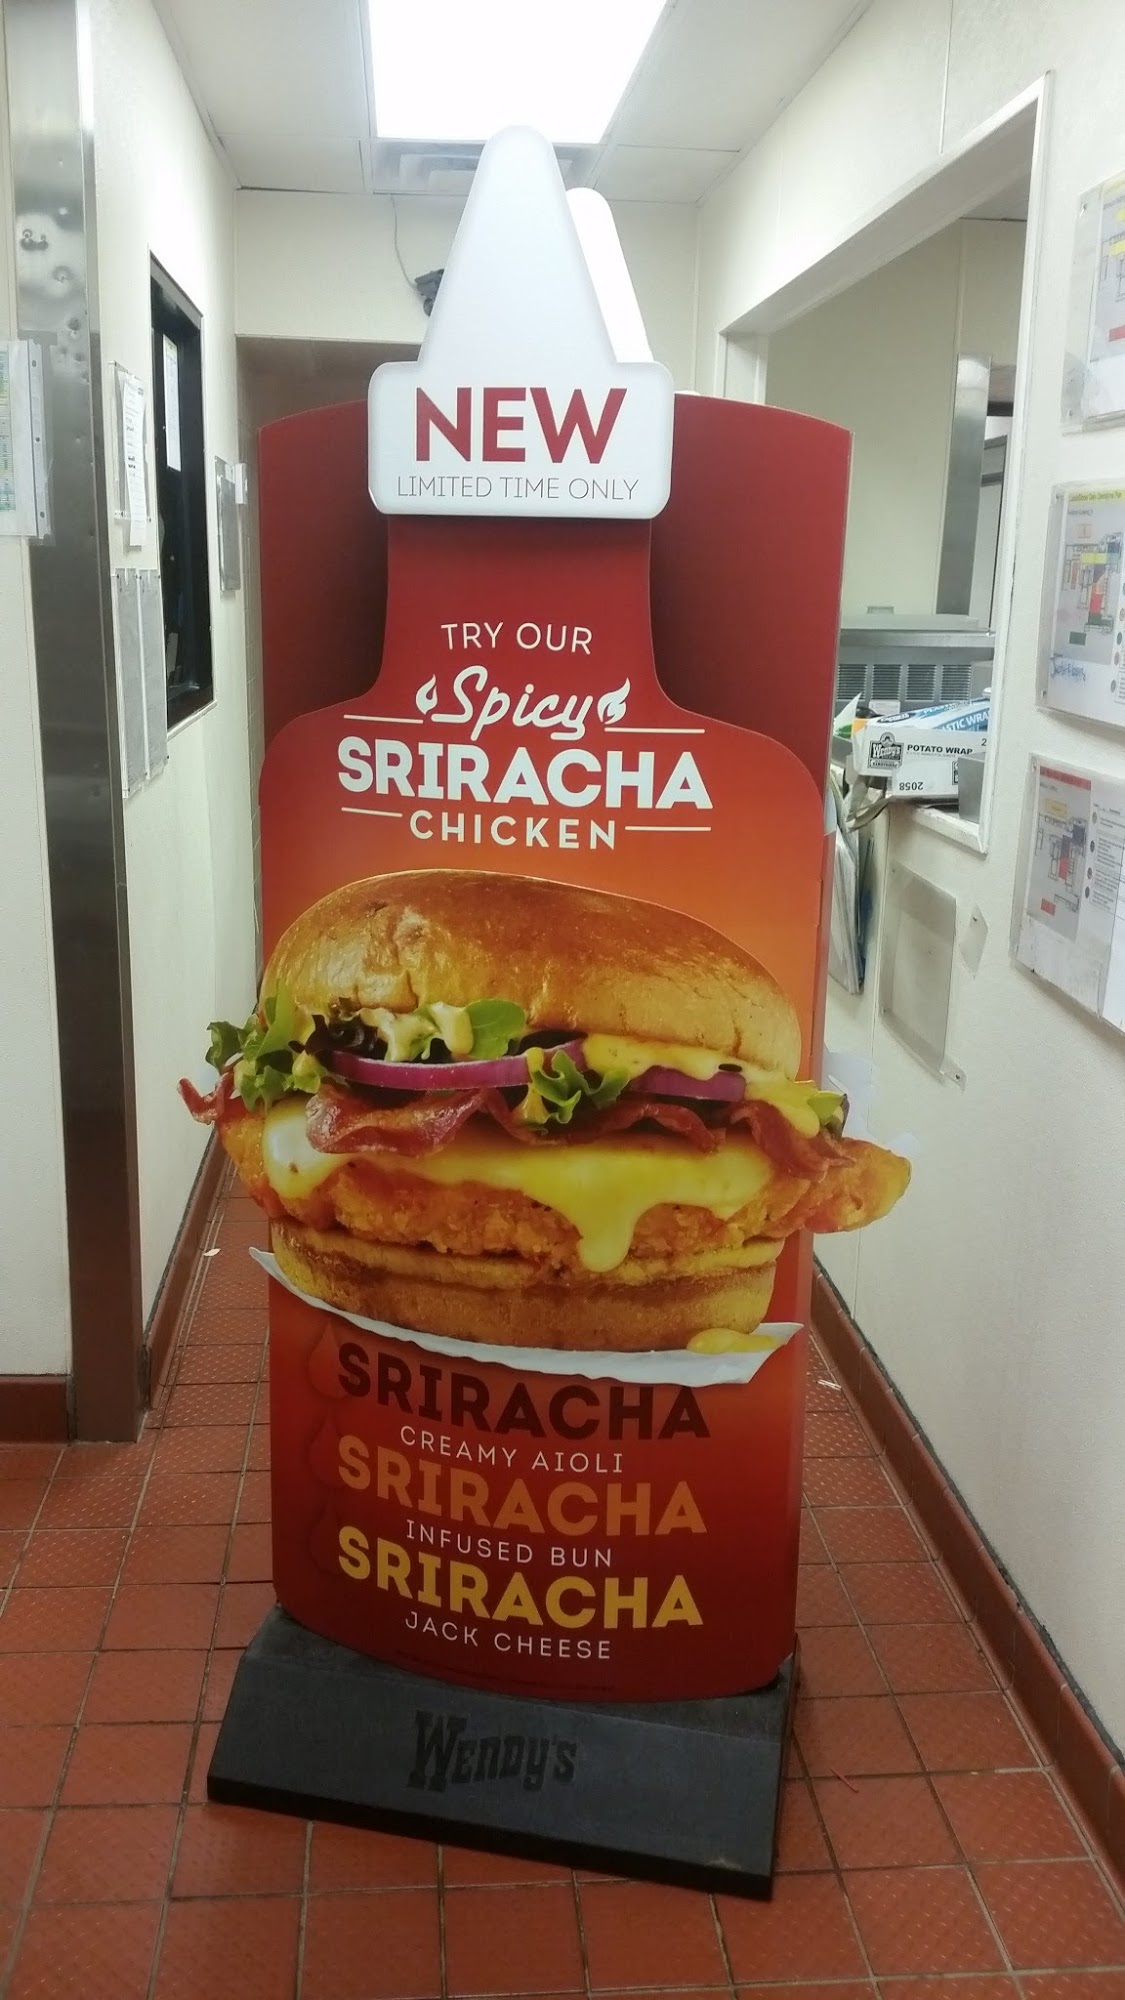 NEW
LIMITED TIME ONLY
TRY OUR
Spicy
SRIRACHA
CHICKEN
SRIRACHA
CREAMY AIOLI
SRIRACHA
INFUSED BUN
SRIRACHA
JACK CHEESE
Wendy's
POTATO WRAP
2058